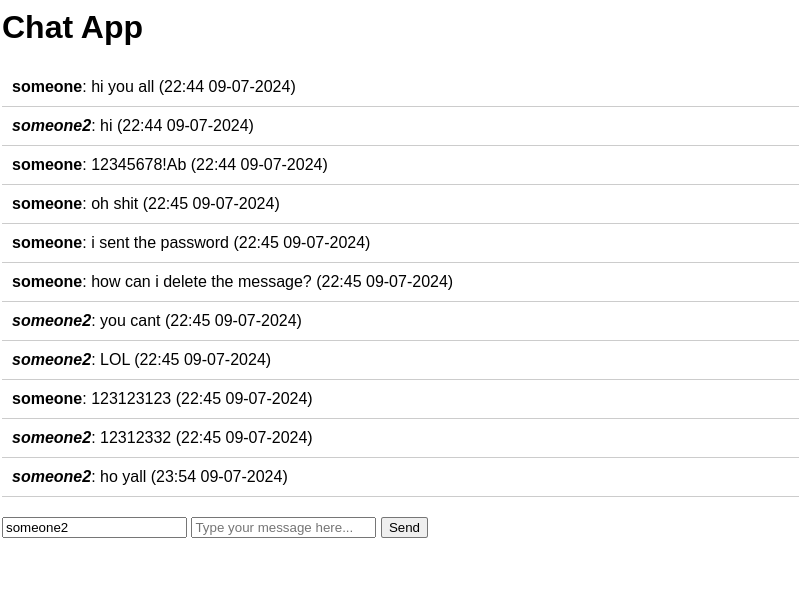 Chat App
someone: hi you all (22:44 09-07-2024)
someone2: hi (22:44 09-07-2024)
someone: 12345678!Ab (22:44 09-07-2024)
someone: oh shit (22:45 09-07-2024)
someone: i sent the password (22:45 09-07-2024)
someone: how can i delete the message? (22:45 09-07-2024)
someone2: you cant (22:45 09-07-2024)
someone2: LOL (22:45 09-07-2024)
someone: 123123123 (22:45 09-07-2024)
someone2: 12312332 (22:45 09-07-2024)
someone2: ho yall (23:54 09-07-2024)
someone2 Type your message here... Send